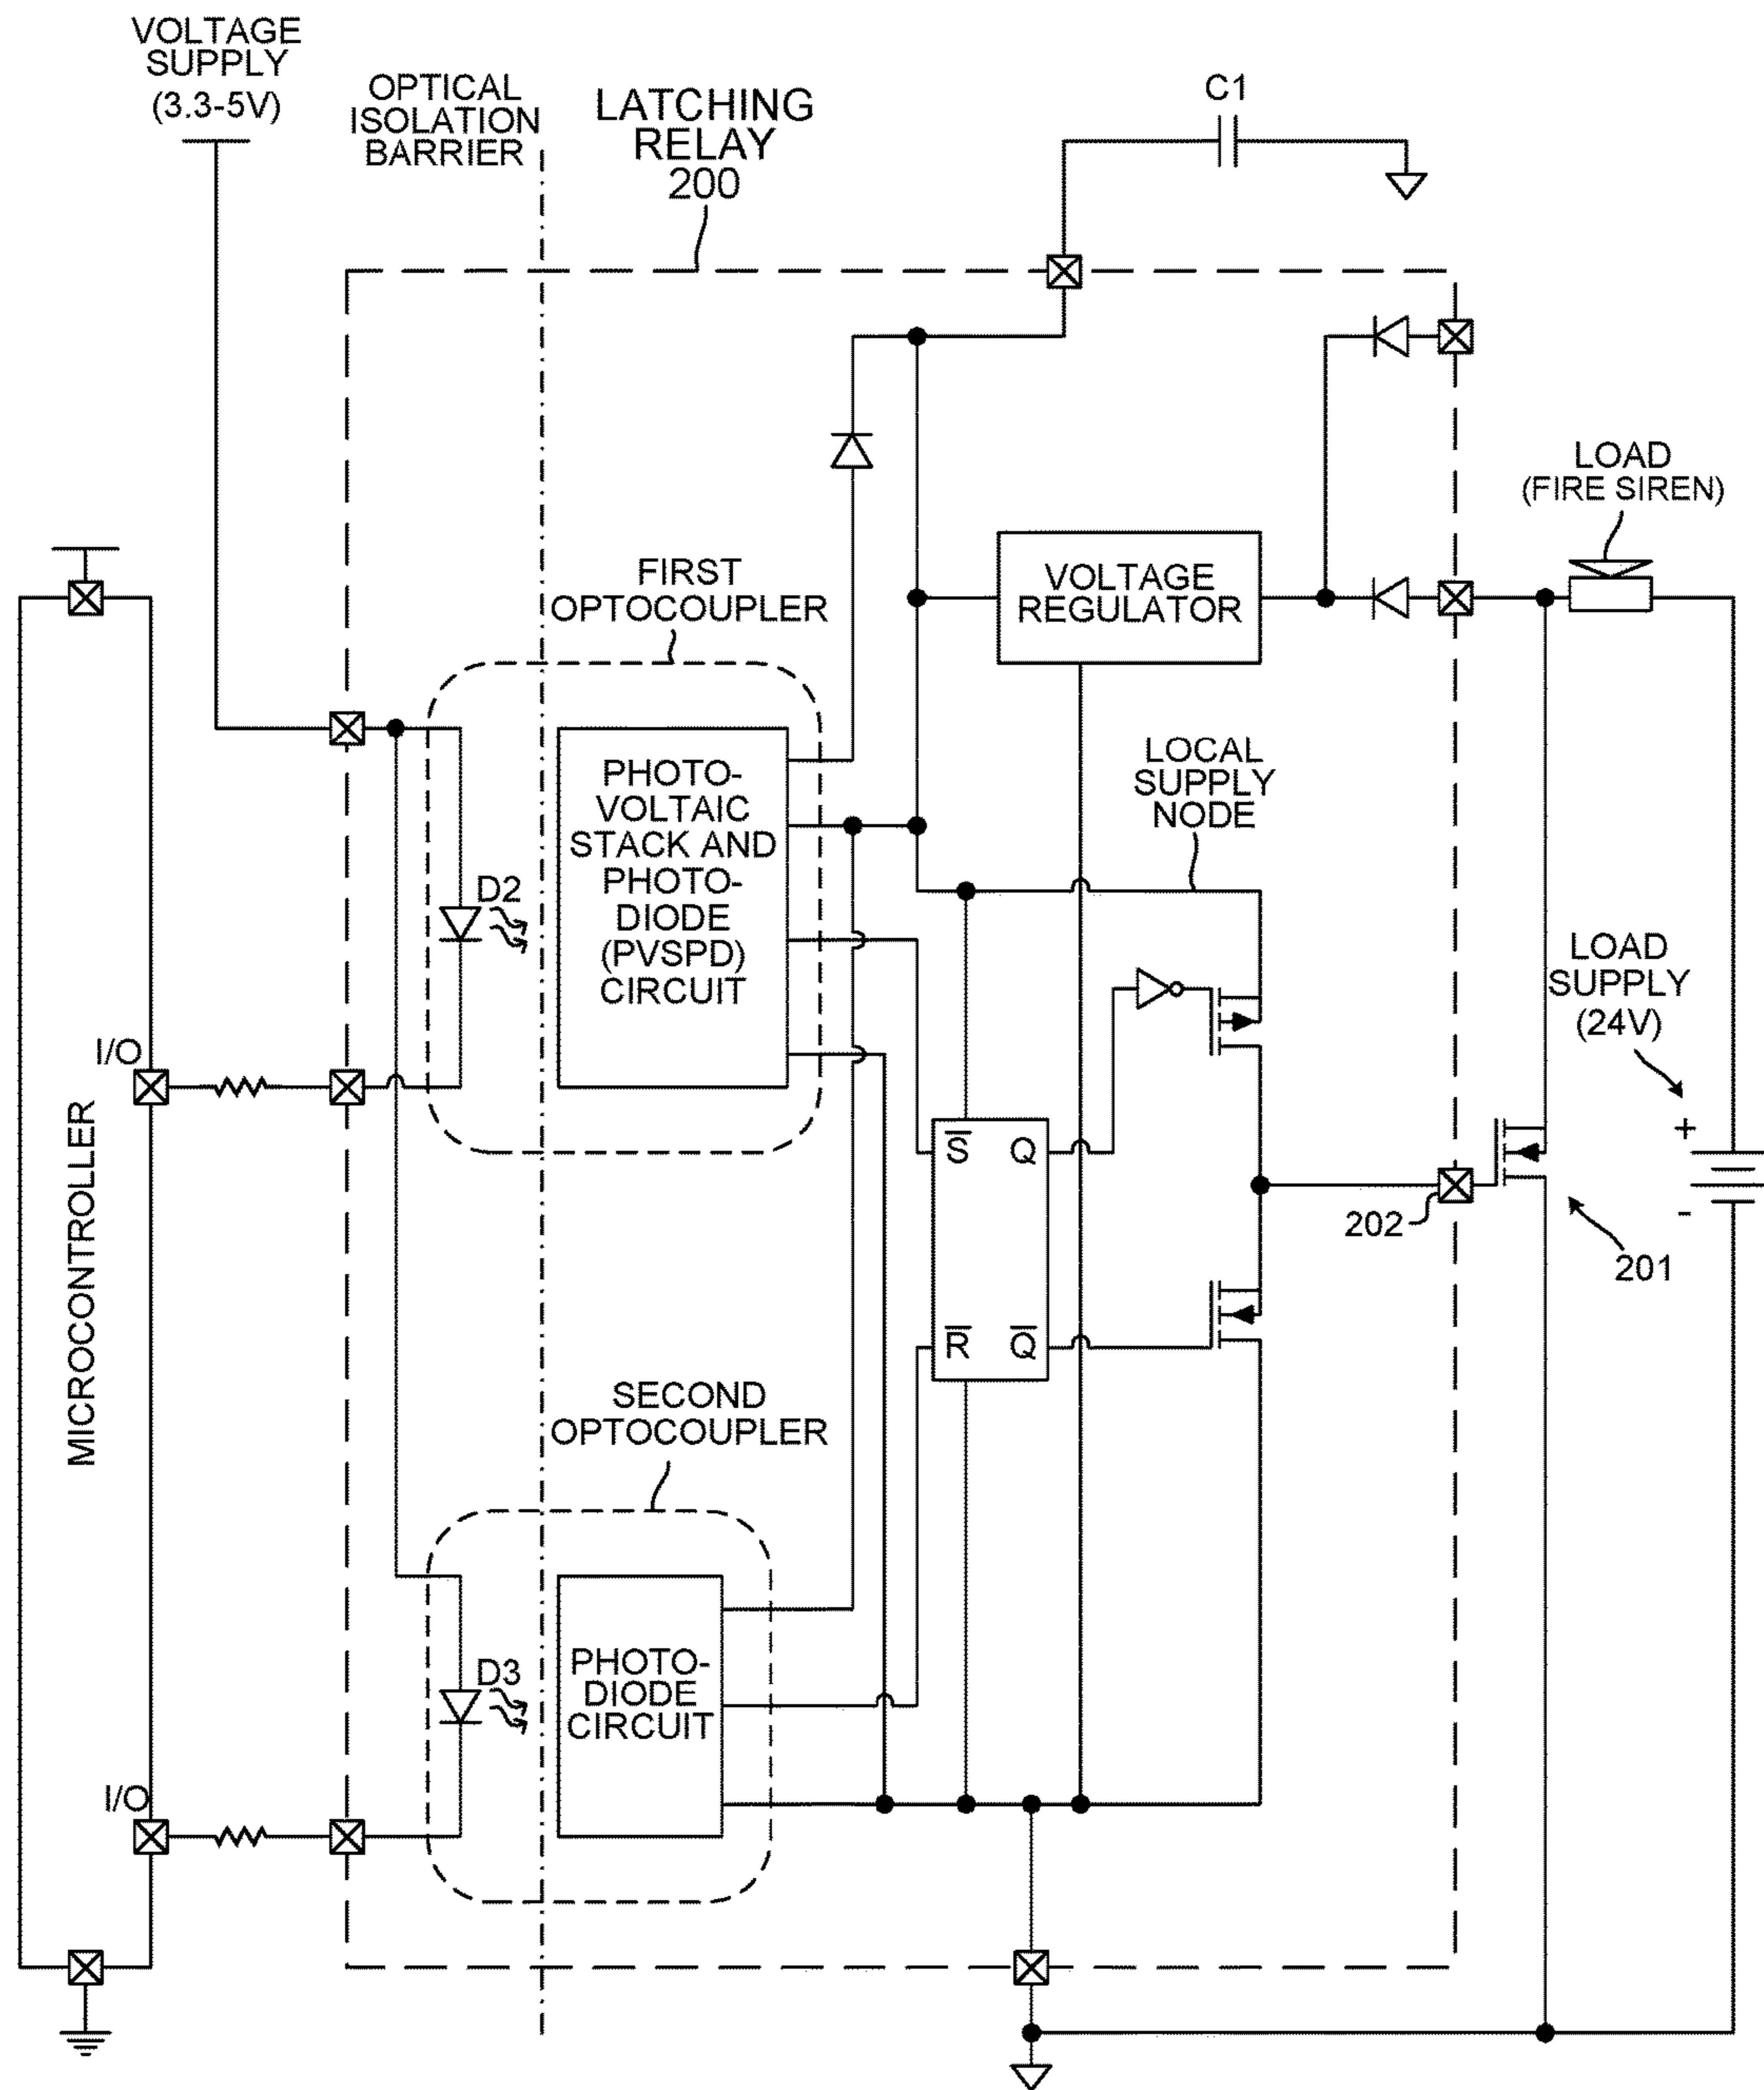 VOLTAGE
SUPPLY
(3.3-5V)
OPTICAL
ISOLATION
BARRIER
LATCHING
RELAY
200
C1
LOAD
(FIRE SIREN)
FIRST
OPTOCOUPLER
VOLTAGE
REGULATOR
PHOTO-
VOLTAIC
STACK AND
PHOTO-
DIODE
(PVSPD)
CIRCUIT
D2
LOCAL
SUPPLY
NODE
LOAD
SUPPLY
(24V)
+
-
I/O
MICROCONTROLLER
S̅ Q
R̅ Q̅
202
201
SECOND
OPTOCOUPLER
D3
PHOTO-
DIODE
CIRCUIT
I/O